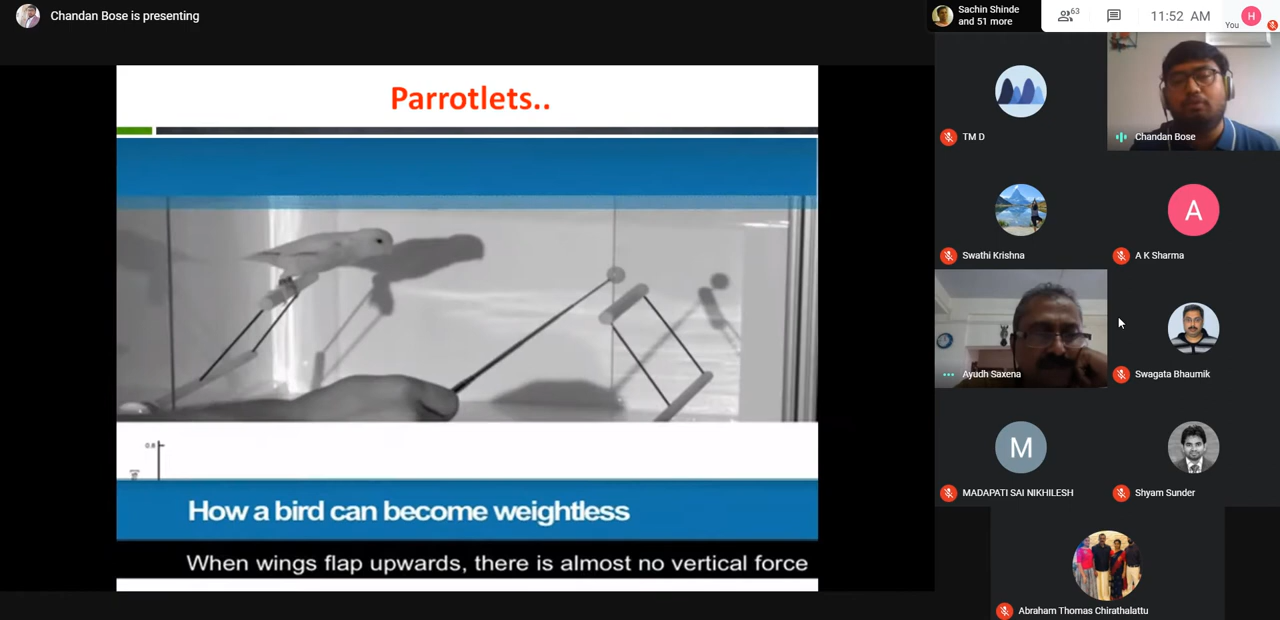 Chandan Bose is presenting
Sachin Shinde
and 51 more
63
11:52 AM
You
H
Parrotlets..
0.8
How a bird can become weightless
When wings flap upwards, there is almost no vertical force
TM D
Chandan Bose
Swathi Krishna
A
A K Sharma
Ayudh Saxena
Swagata Bhaumik
M
MADAPATI SAI NIKHILESH
Shyam Sunder
Abraham Thomas Chirathalattu